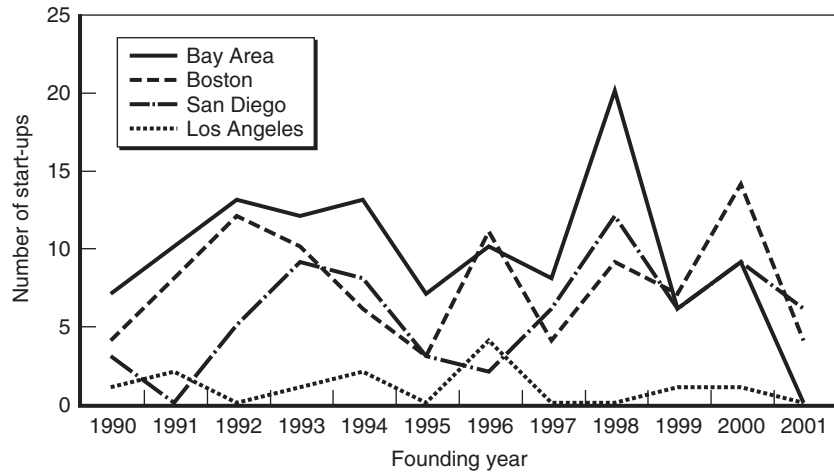 25
20
15
10
5
0
Number of start-ups
Bay Area
Boston
San Diego
Los Angeles
1990 1991 1992 1993 1994 1995 1996 1997 1998 1999 2000 2001
Founding year